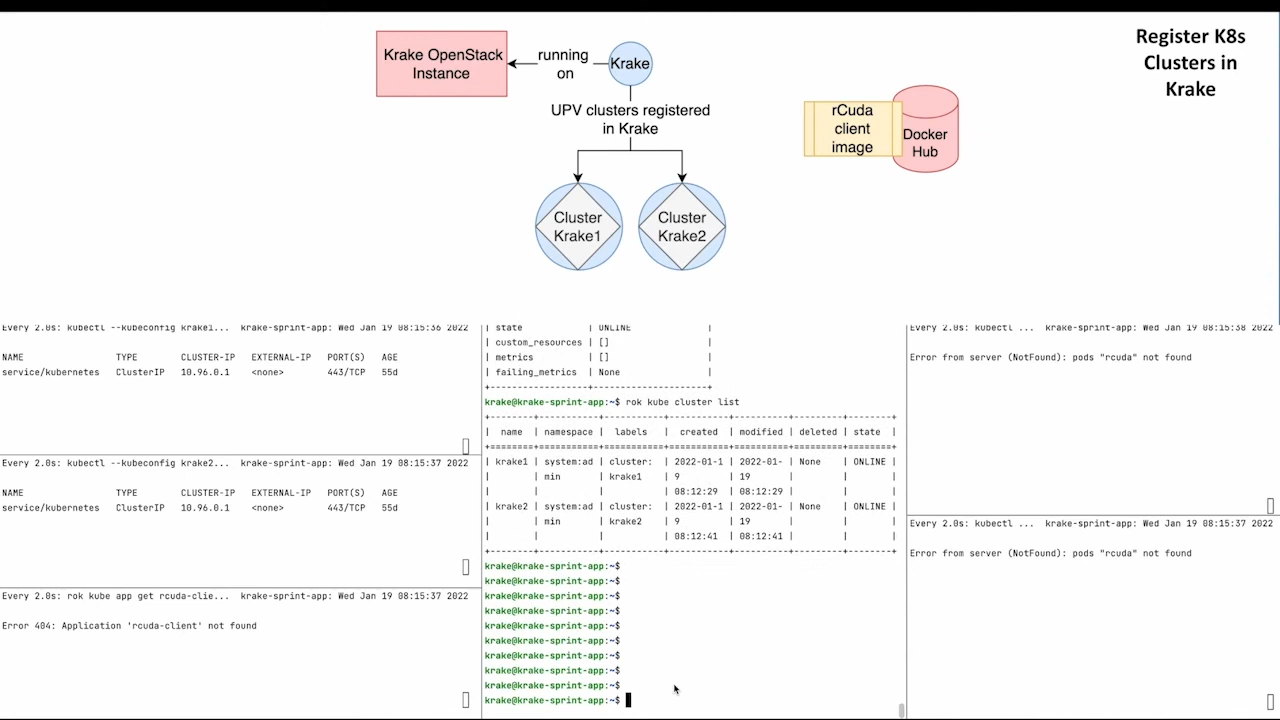 Register K8s
Clusters in
Krake
Krake OpenStack
Instance
running
on
Krake
UPV clusters registered
in Krake
rCuda
client
image
Docker
Hub
Cluster
Krake1
Cluster
Krake2
Every 2.0s: kubectl --kubeconfig krake1... krake-sprint-app: Wed Jan 19 08:15:36 2022
NAME TYPE CLUSTER-IP EXTERNAL-IP PORT(S) AGE
service/kubernetes ClusterIP 10.96.0.1 <none> 443/TCP 55d
Every 2.0s: kubectl --kubeconfig krake2... krake-sprint-app: Wed Jan 19 08:15:37 2022
NAME TYPE CLUSTER-IP EXTERNAL-IP PORT(S) AGE
service/kubernetes ClusterIP 10.96.0.1 <none> 443/TCP 55d
Every 2.0s: rok kube app get rcuda-clie... krake-sprint-app: Wed Jan 19 08:15:37 2022
Error 404: Application 'rcuda-client' not found
| state | ONLINE |
| custom_resources | [] |
| metrics | [] |
| failing_metrics | None |
+------------------+---------------------+
krake@krake-sprint-app:~$ rok kube cluster list
+--------+-----------+----------+-----------+----------+---------+--------+
| name | namespace | labels | created | modified | deleted | state |
+========+===========+==========+===========+==========+=========+========+
| krake1 | system:ad | cluster: | 2022-01-1 | 2022-01- | None | ONLINE |
| | min | krake1 | 9 | 19 | | |
| | | | 08:12:29 | 08:12:29 | | |
| krake2 | system:ad | cluster: | 2022-01-1 | 2022-01- | None | ONLINE |
| | min | krake2 | 9 | 19 | | |
| | | | 08:12:41 | 08:12:41 | | |
+--------+-----------+----------+-----------+----------+---------+--------+
krake@krake-sprint-app:~$
krake@krake-sprint-app:~$
krake@krake-sprint-app:~$
krake@krake-sprint-app:~$
krake@krake-sprint-app:~$
krake@krake-sprint-app:~$
krake@krake-sprint-app:~$
krake@krake-sprint-app:~$
krake@krake-sprint-app:~$
krake@krake-sprint-app:~$
Every 2.0s: kubectl ... krake-sprint-app: Wed Jan 19 08:15:38 2022
Error from server (NotFound): pods "rcuda" not found
Every 2.0s: kubectl ... krake-sprint-app: Wed Jan 19 08:15:37 2022
Error from server (NotFound): pods "rcuda" not found